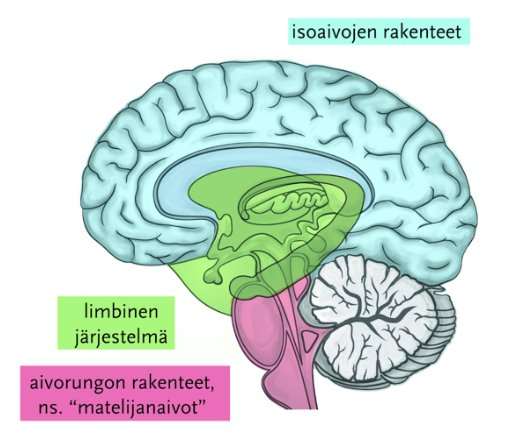 isoaivojen rakenteet
limbinen
järjestelmä
aivorungon rakenteet,
ns. “matelijanaivot”